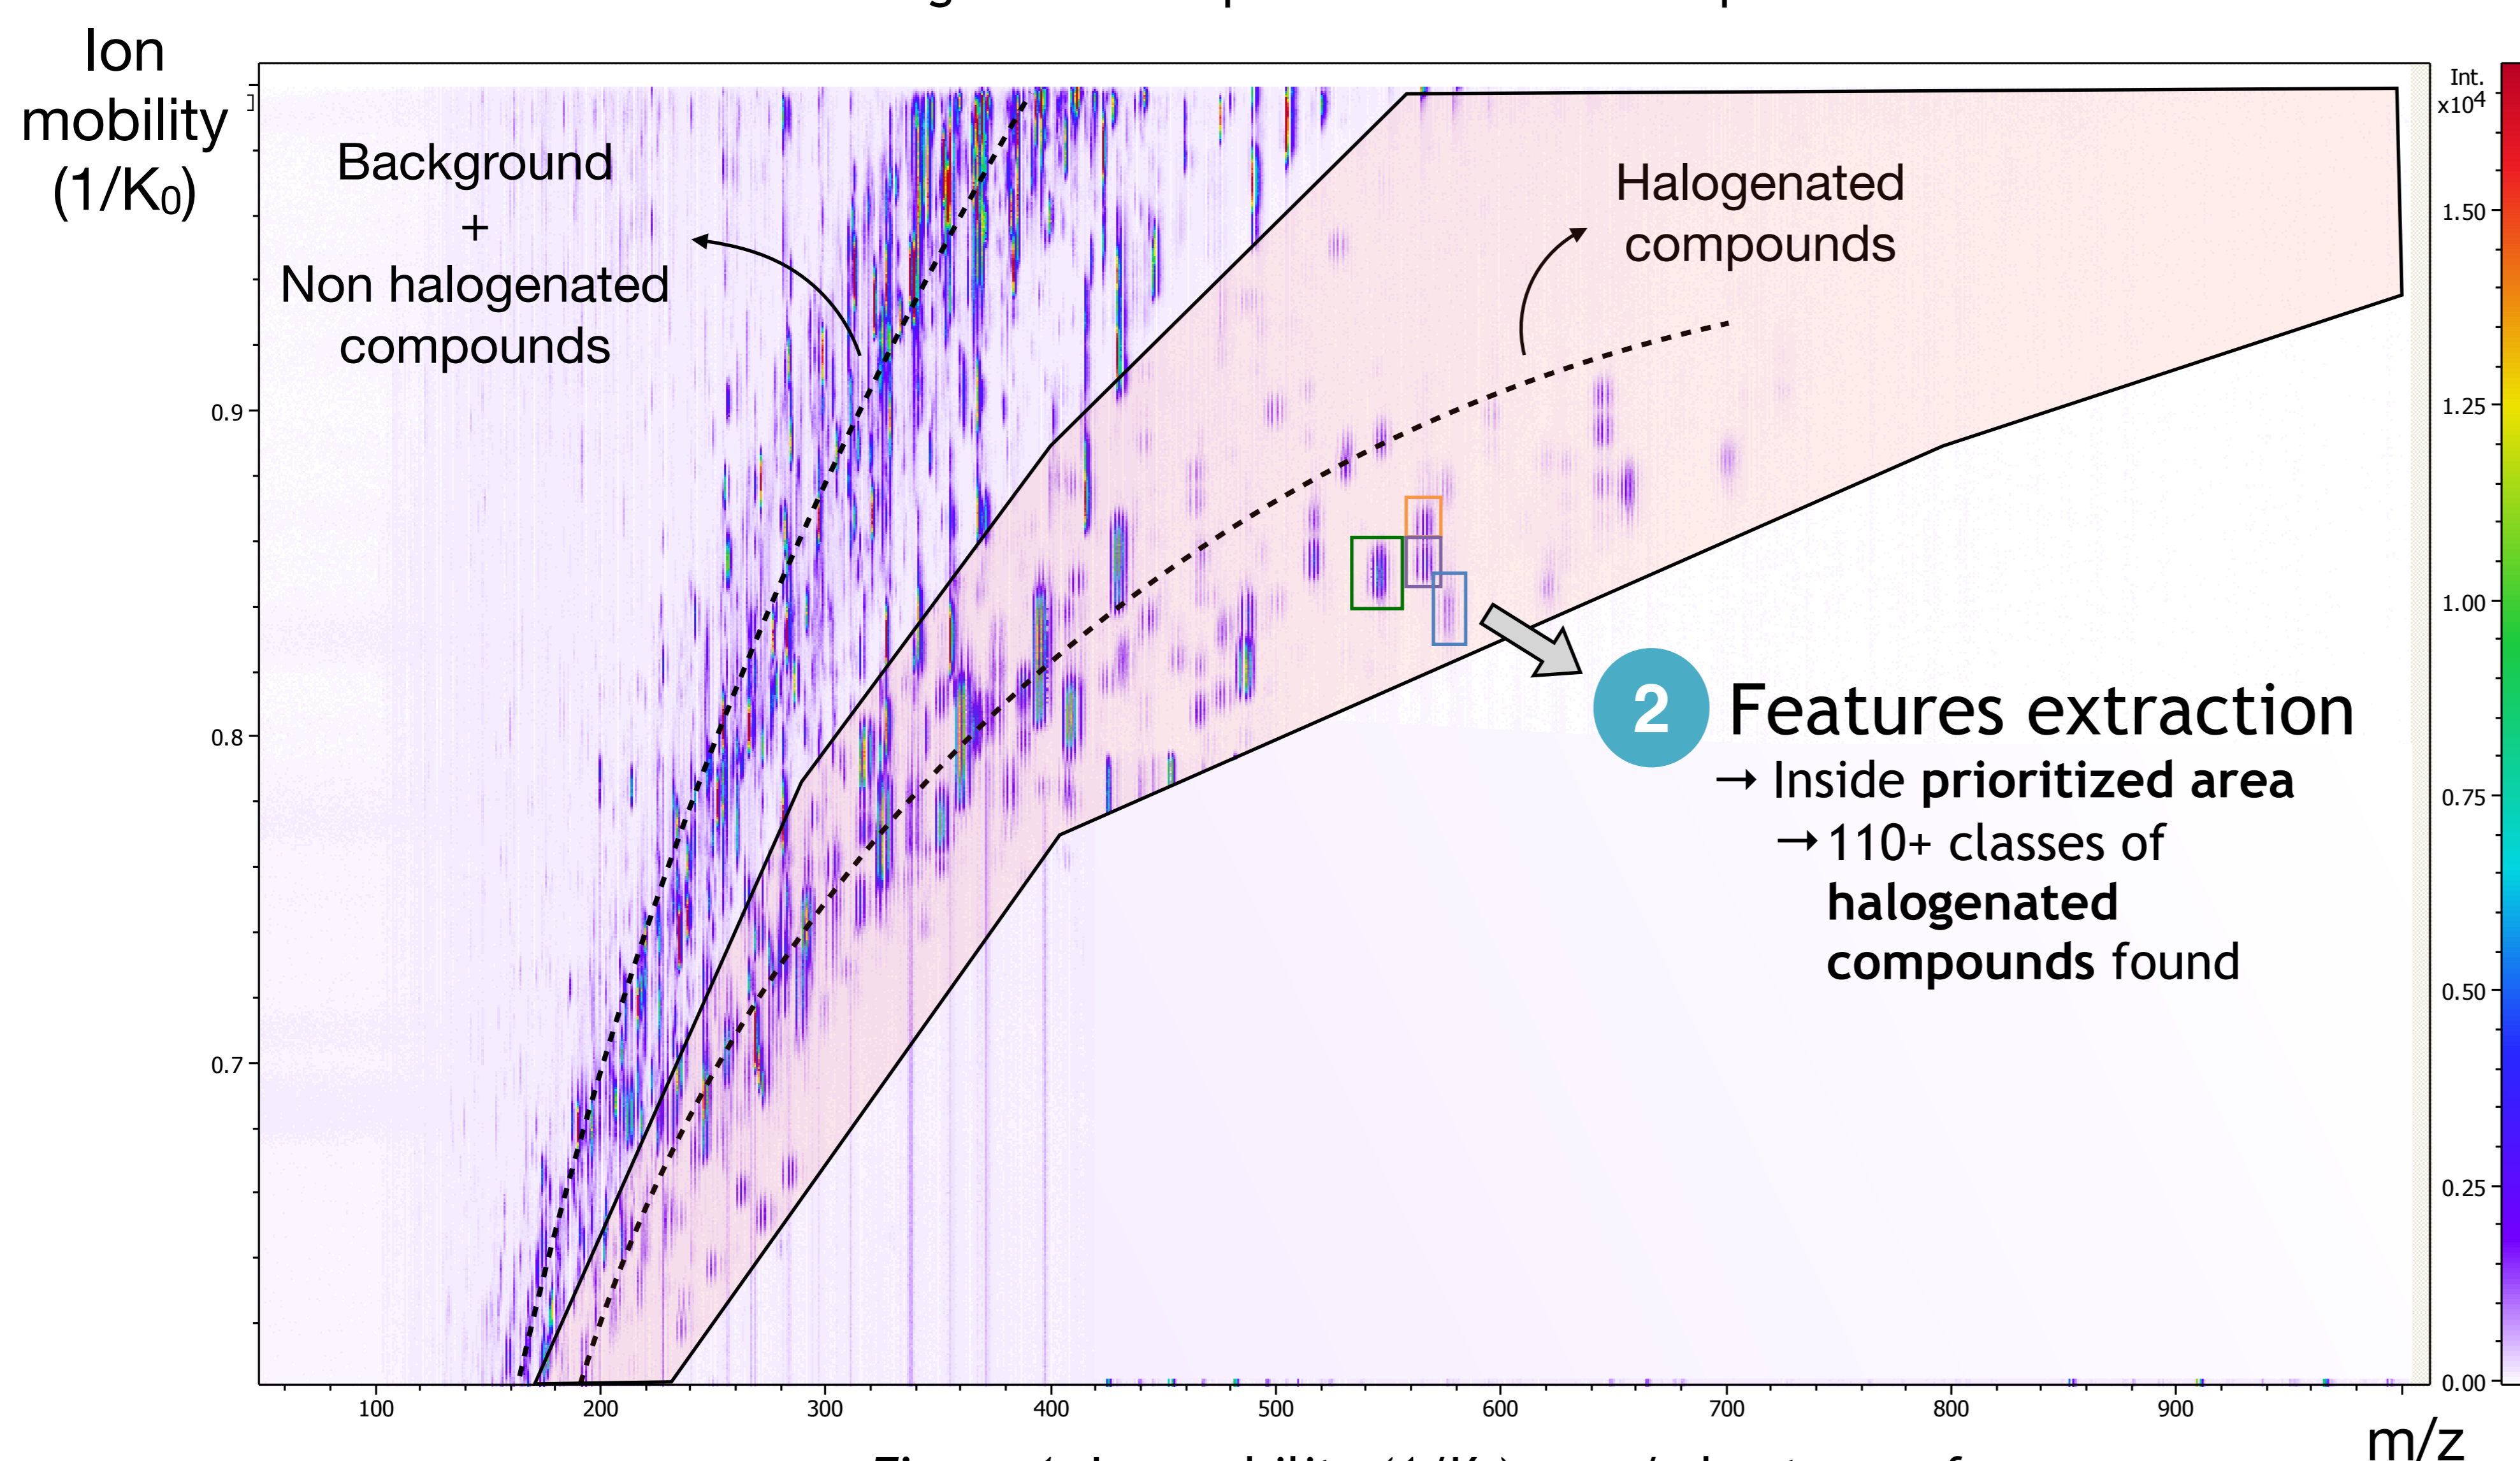 Ion
mobility
(1/K₀)
Background
+
Non halogenated
compounds
Halogenated
compounds
Int.
x10⁴
1.50
1.25
1.00
0.75
0.50
0.25
0.00
0.9
0.8
0.7
2 Features extraction
→ Inside prioritized area
→ 110+ classes of
halogenated
compounds found
100 200 300 400 500 600 700 800 900
m/z